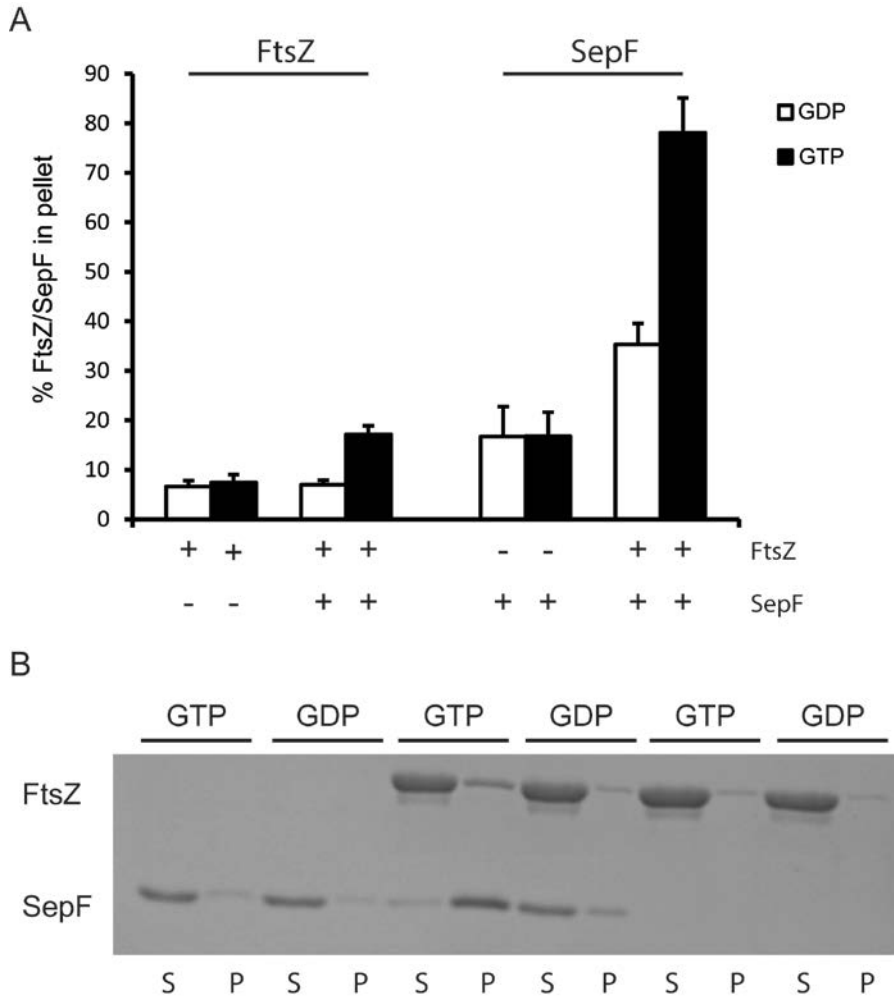 A
FtsZ SepF
90
80
70
60
50
40
30
20
10
0
% FtsZ/SepF in pellet
GDP
GTP
+ + + + - - + + FtsZ
- - + + + + + + SepF
B
GTP GDP GTP GDP GTP GDP
FtsZ
SepF
S P S P S P S P S P S P